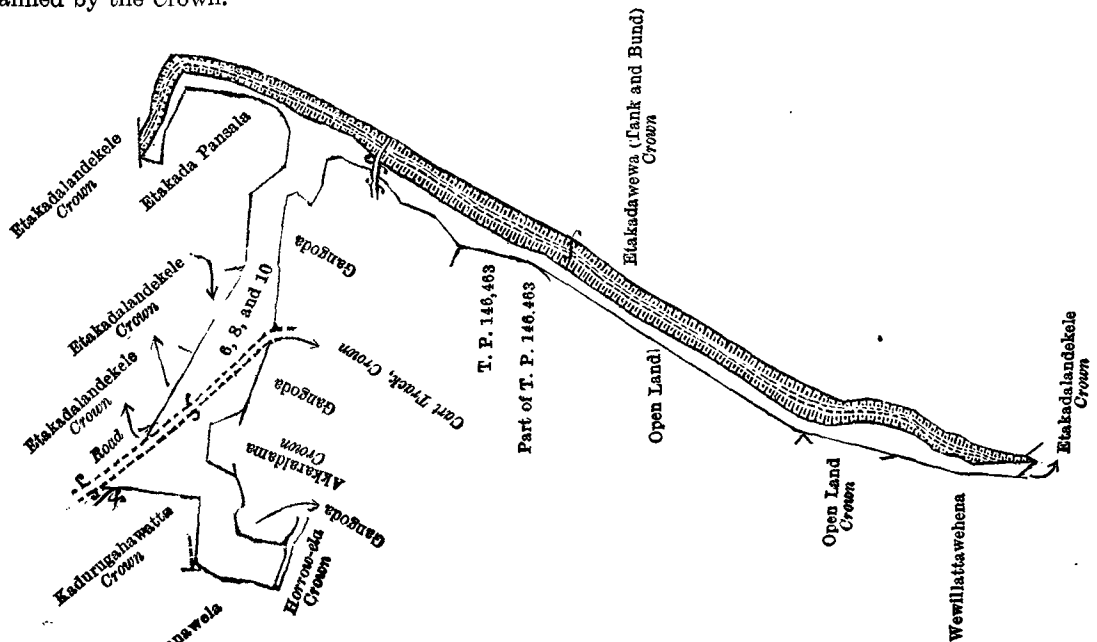 by the Crown.
Etakadalandekele
Crown
Etakada Pansala
Etakadawewa (Tank and Bund)
Crown
Etakadalandekele
Crown
Gangoda
6, 8, and 10
Etakadalandekele
Crown
Road
Cart Track, Crown
Gangoda
Akkaraldama
Crown
Gangoda
T. P. 146,463
Part of T. P. 146.463
Open Land
Open Land
Crown
Etakadalandekele
Crown
Wewillattawehena
Kadurugahawatta
Crown
Horrow-ela
Crown